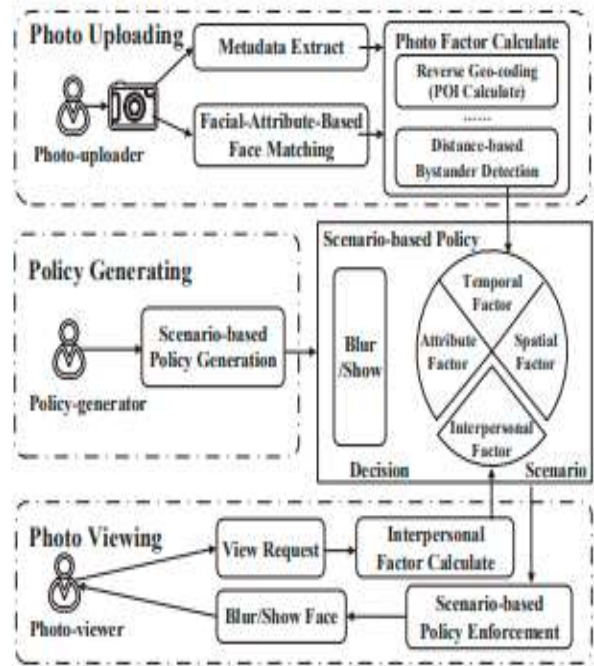 Photo Uploading
Metadata Extract
Photo Factor Calculate
Reverse Geo-coding
(POI Calculate)
......
Distance-based
Bystander Detection
Facial-Attribute-Based
Face Matching
Photo-uploader
Policy Generating
Scenario-based
Policy Generation
Policy-generator
Scenario-based Policy
Blur
/Show
Temporal
Factor
Attribute
Factor
Spatial
Factor
Interpersonal
Factor
Decision
Scenario
Photo Viewing
View Request
Interpersonal
Factor Calculate
Photo-viewer
Blur/Show Face
Scenario-based
Policy Enforcement